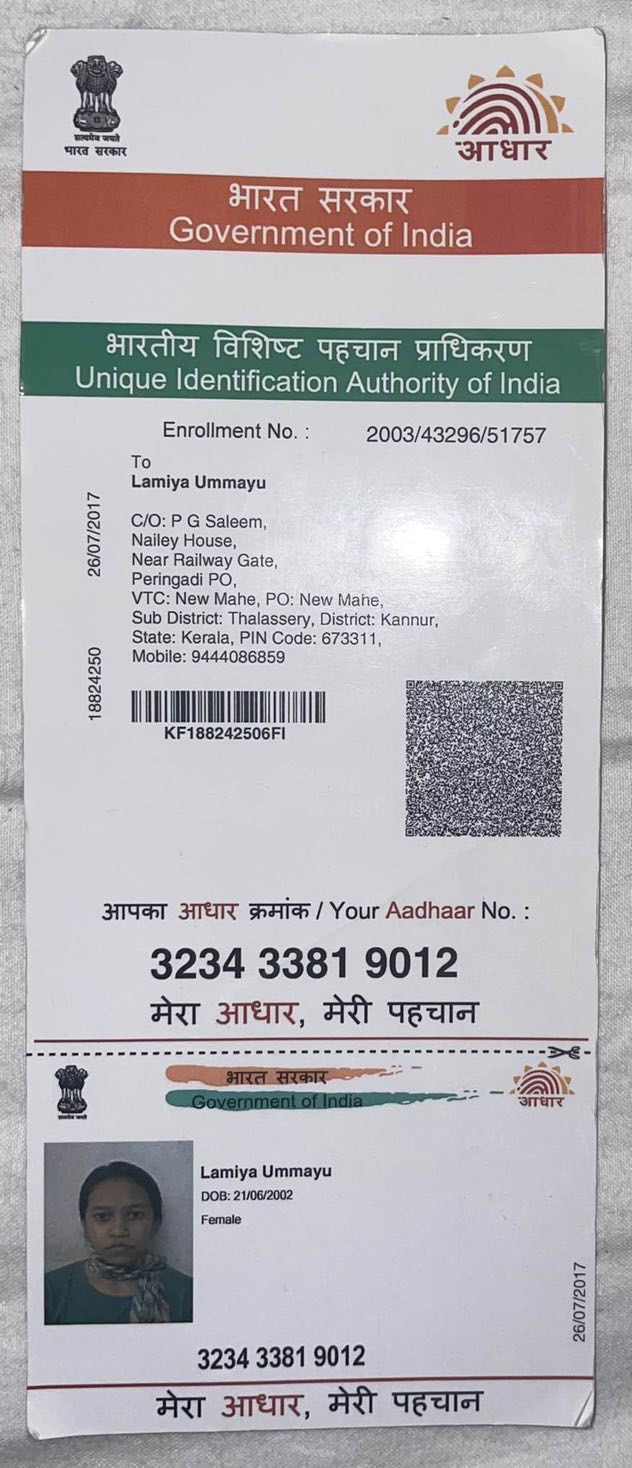 सत्यमेव जयते
भारत सरकार
आधार
भारत सरकार
Government of India
भारतीय विशिष्ट पहचान प्राधिकरण
Unique Identification Authority of India
Enrollment No. : 2003/43296/51757
To
Lamiya Ummayu
C/O: P G Saleem,
Nailey House,
Near Railway Gate,
Peringadi PO,
VTC: New Mahe, PO: New Mahe,
Sub District: Thalassery, District: Kannur,
State: Kerala, PIN Code: 673311,
Mobile: 9444086859
26/07/2017
18824250
KF188242506FI
आपका आधार क्रमांक / Your Aadhaar No. :
3234 3381 9012
मेरा आधार, मेरी पहचान
भारत सरकार
Government of India
सत्यमेव जयते
आधार
Lamiya Ummayu
DOB: 21/06/2002
Female
26/07/2017
3234 3381 9012
मेरा आधार, मेरी पहचान